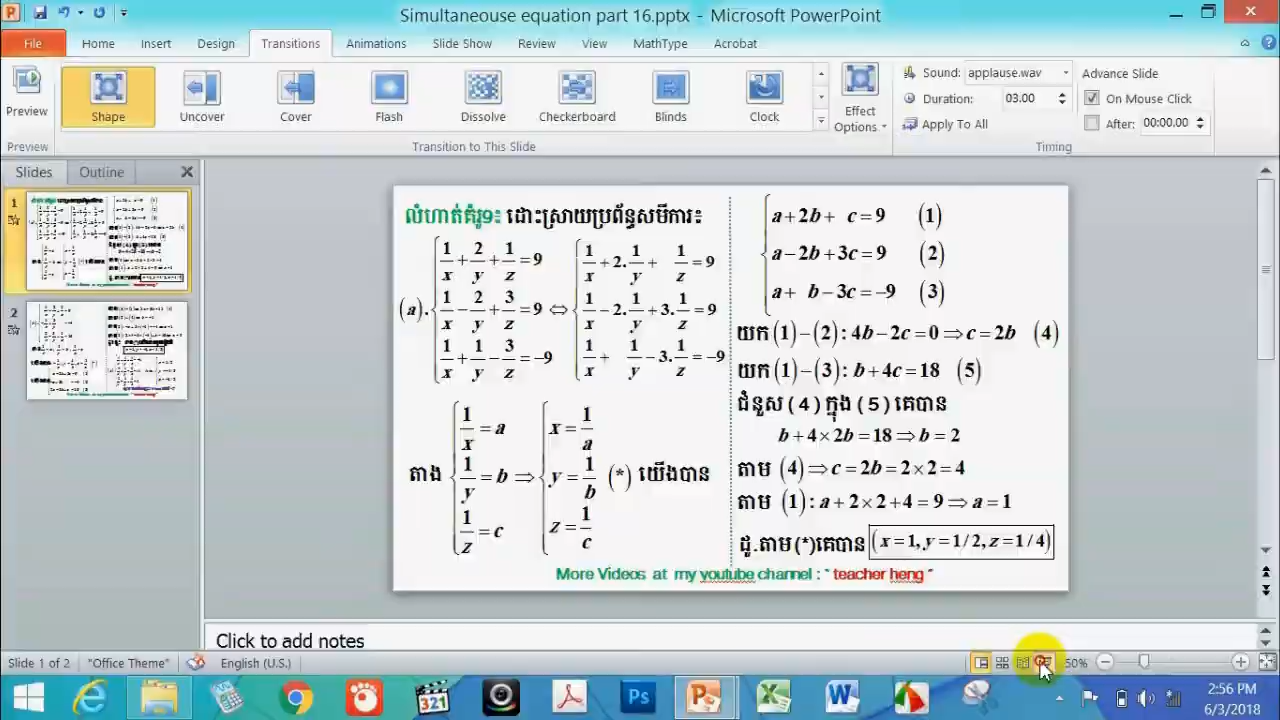 Simultaneouse equation part 16.pptx - Microsoft PowerPoint
File Home Insert Design Transitions Animations Slide Show Review View MathType Acrobat
Preview Shape Uncover Cover Flash Dissolve Checkerboard Blinds Clock Effect Options
Sound: applause.wav Advance Slide
Duration: 03.00 On Mouse Click
Apply To All After: 00:00.00
Preview Transition to This Slide Timing
Slides Outline
1
2
លំហាត់គំរូ9: ដោះស្រាយប្រព័ន្ធសមីការ៖
(a). { 1/x + 2/y + 1/z = 9 ⇔ { 1/x + 2.1/y + 1/z = 9
1/x - 2/y + 3/z = 9 1/x - 2.1/y + 3.1/z = 9
1/x + 1/y - 3/z = -9 1/x + 1/y - 3.1/z = -9
តាង { 1/x = a ⇒ { x = 1/a
1/y = b y = 1/b (*) យើងបាន
1/z = c z = 1/c
{ a + 2b + c = 9 (1)
a - 2b + 3c = 9 (2)
a + b - 3c = -9 (3)
យក (1)-(2): 4b - 2c = 0 ⇒ c = 2b (4)
យក (1)-(3): b + 4c = 18 (5)
ជំនួស (4) ក្នុង (5) គេបាន
b + 4×2b = 18 ⇒ b = 2
តាម (4) ⇒ c = 2b = 2×2 = 4
តាម (1): a + 2×2 + 4 = 9 ⇒ a = 1
ដូ.តាម (*) គេបាន (x = 1, y = 1/2, z = 1/4)
More Videos at my youtube channel : " teacher heng "
Click to add notes
Slide 1 of 2 "Office Theme" English (U.S.) 50%
321 Ps
2:56 PM
6/3/2018